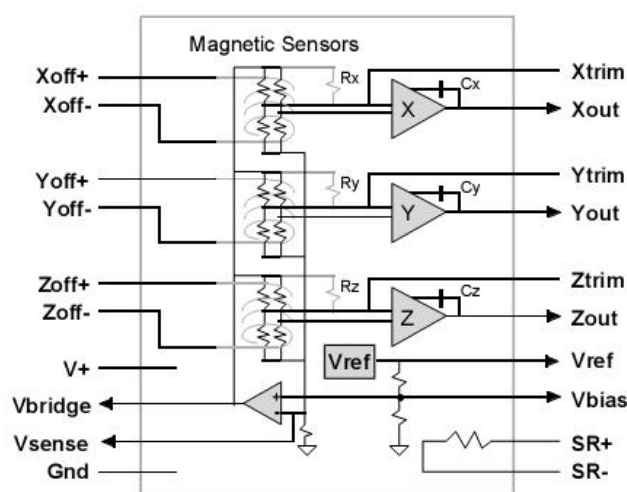 Magnetic Sensors
Xoff+
Xoff-
Rx
Cx
X
Xtrim
Xout
Yoff+
Yoff-
Ry
Cy
Y
Ytrim
Yout
Zoff+
Zoff-
Rz
Cz
Z
Ztrim
Zout
V+
Vref
Vref
Vbridge
+
Vbias
Vsense
SR+
Gnd
SR-